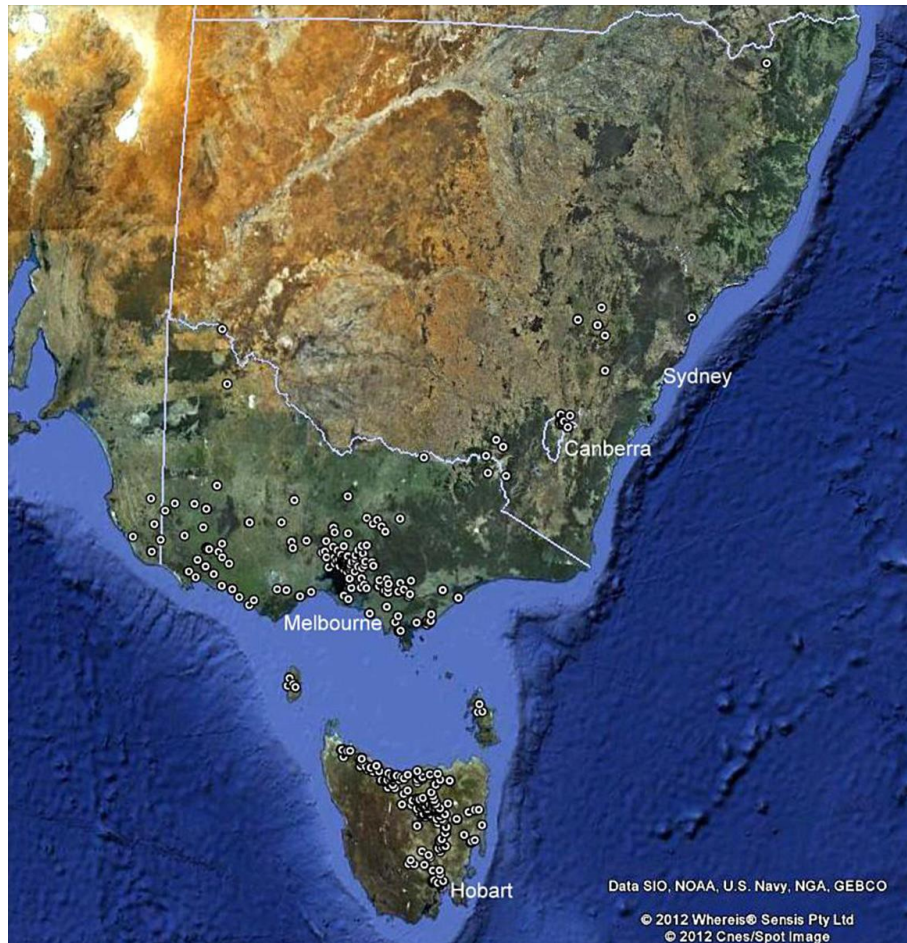 Sydney
Canberra
Melbourne
Hobart
Data SIO, NOAA, U.S. Navy, NGA, GEBCO
© 2012 Whereis® Sensis Pty Ltd
© 2012 Cnes/Spot Image